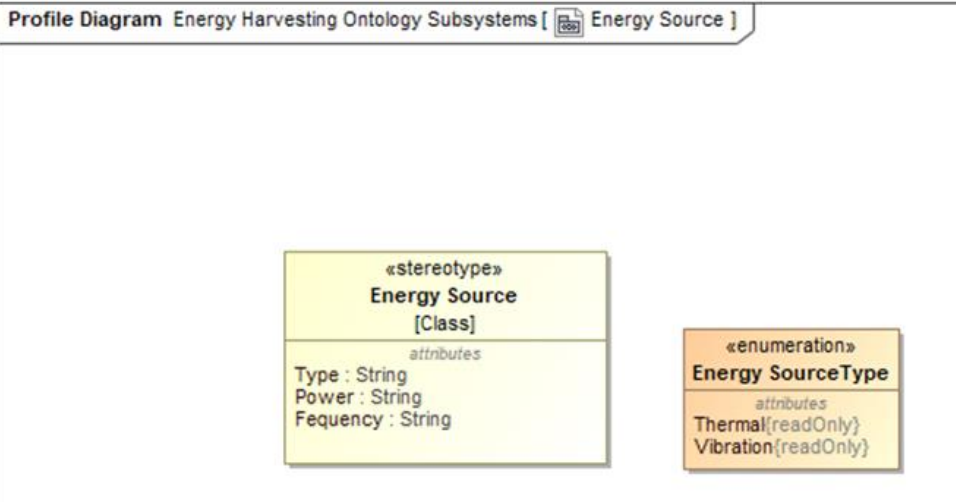 Profile Diagram Energy Harvesting Ontology Subsystems [ Energy Source ]
«stereotype»
Energy Source
[Class]
attributes
Type : String
Power : String
Fequency : String
«enumeration»
Energy SourceType
attributes
Thermal{readOnly}
Vibration{readOnly}